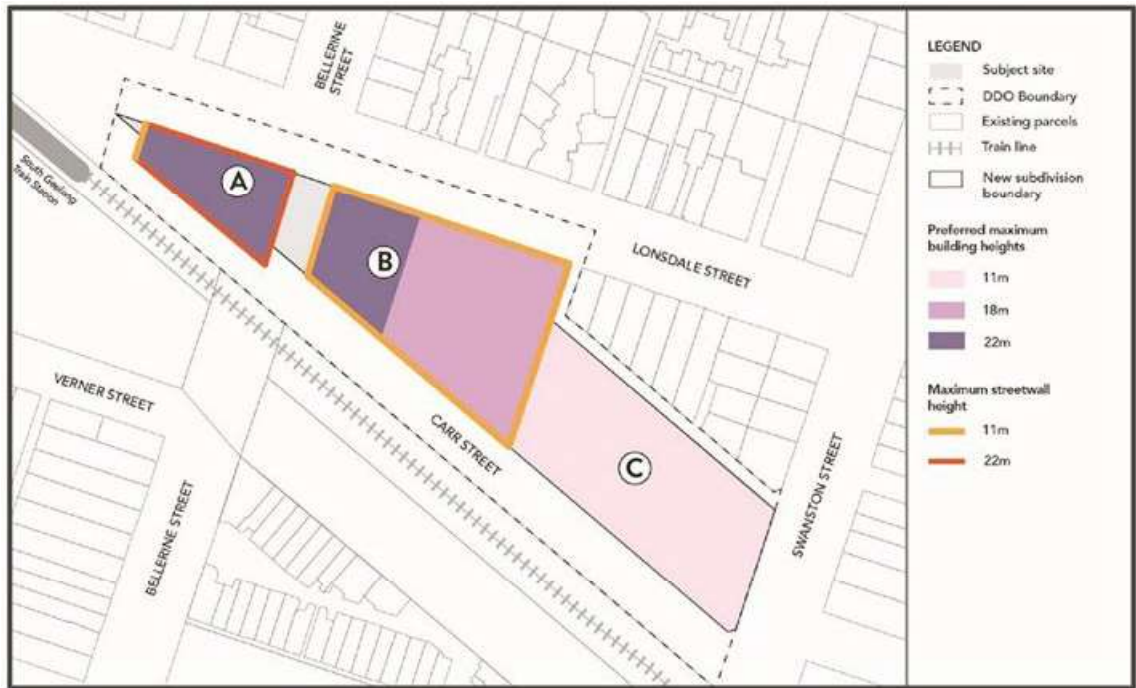 BELLERINE
STREET
South Geelong
Train Station
A
B
C
LONSDALE STREET
VERNER STREET
CARR STREET
BELLERINE STREET
SWANSTON STREET
LEGEND
Subject site
DDO Boundary
Existing parcels
Train line
New subdivision
boundary
Preferred maximum
building heights
11m
18m
22m
Maximum streetwall
height
11m
22m